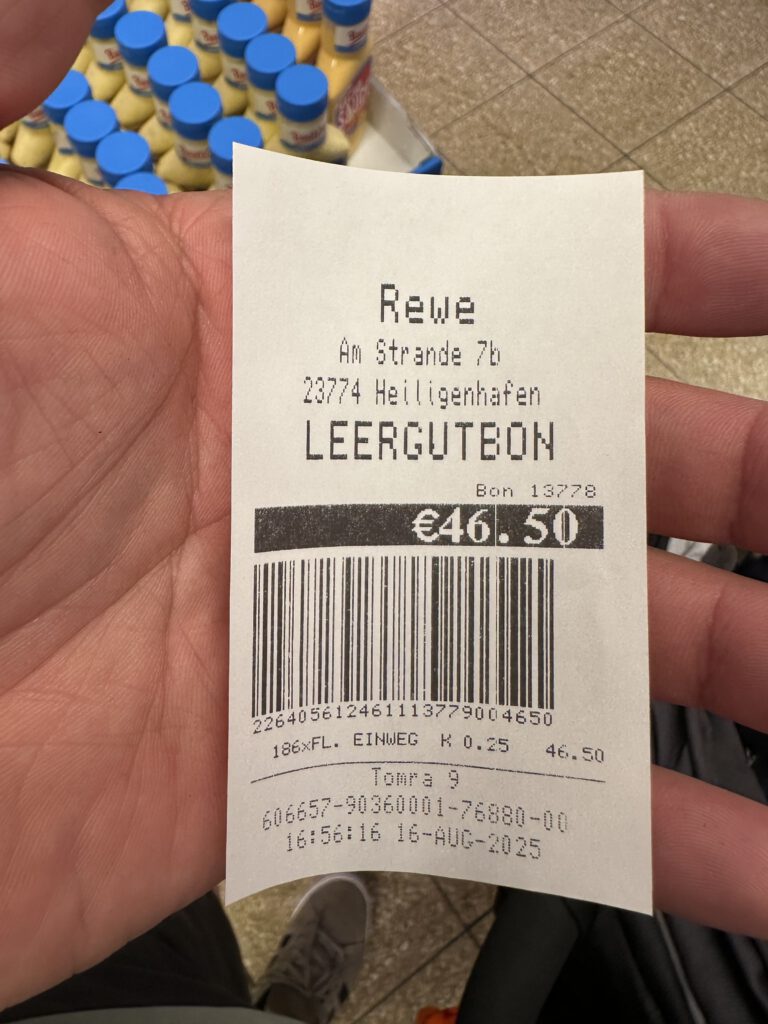 Rewe
Am Strande 7b
23774 Heiligenhafen
LEERGUTBON
Bon 13778
€46.50
226405612461113779004650
186xFL. EINWEG K 0.25 46.50
Tomra 9
606657-90360001-76880-00
16:56:16 16-AUG-2025